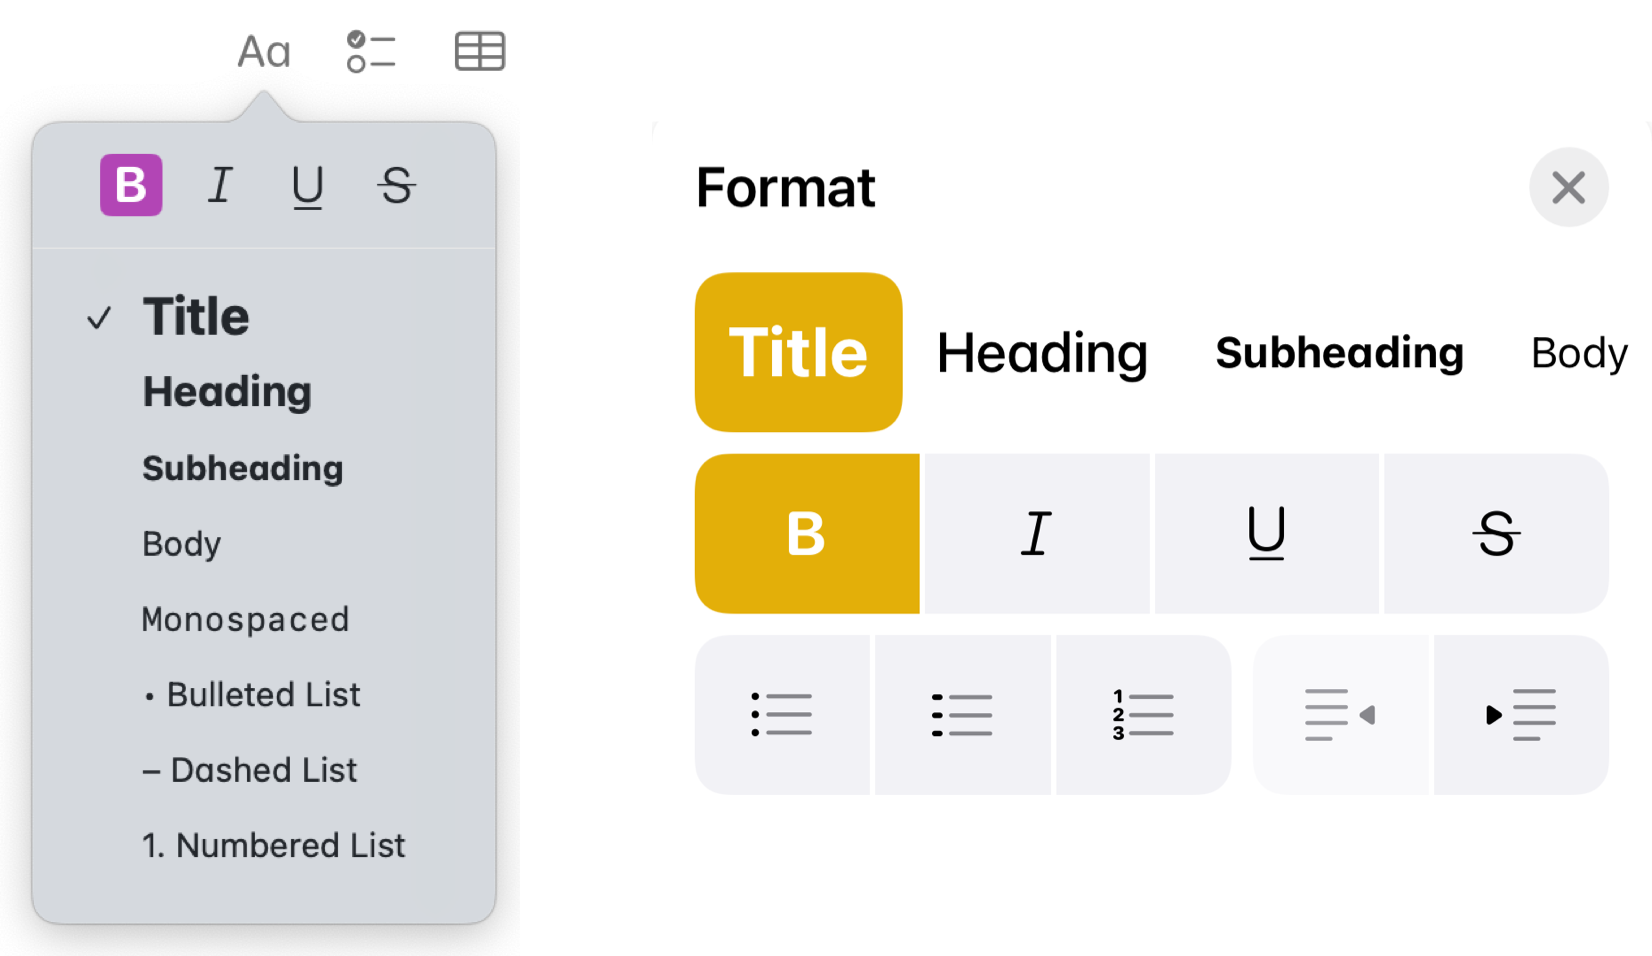 Aa
B I U S
✓ Title
Heading
Subheading
Body
Monospaced
• Bulleted List
– Dashed List
1. Numbered List
Format
Title Heading Subheading Body
B I U S
1
2
3